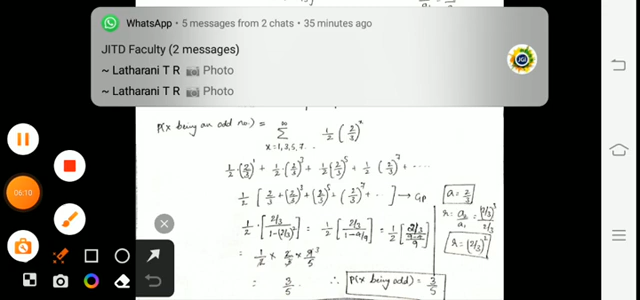 WhatsApp • 5 messages from 2 chats • 35 minutes ago
JITD Faculty (2 messages)
~ Latharani T R 📷 Photo
~ Latharani T R 📷 Photo
JGI
P(X being an odd no.) = ∞ Σ x=1,3,5,7.. 1/2 (2/3)^x
1/2 · (2/3)^1 + 1/2 · (2/3)^3 + 1/2 (2/3)^5 + 1/2 (2/3)^7 + ....
1/2 [ 2/3 + (2/3)^3 + (2/3)^5 + (2/3)^7 + .. ] → GP a = 2/3
1/2 · [ 2/3 / 1-(2/3)^2 ] = 1/2 [ 2/3 / 1-4/9 ] = 1/2 [ 2/3 / 9-4/9 ] r = a2/a1 = (2/3)^3 / 2/3
= 1/2 × 2/3 × 9/5 3 r = (2/3)^2
= 3/5 ∴ P(X being odd) = 3/5
06:10